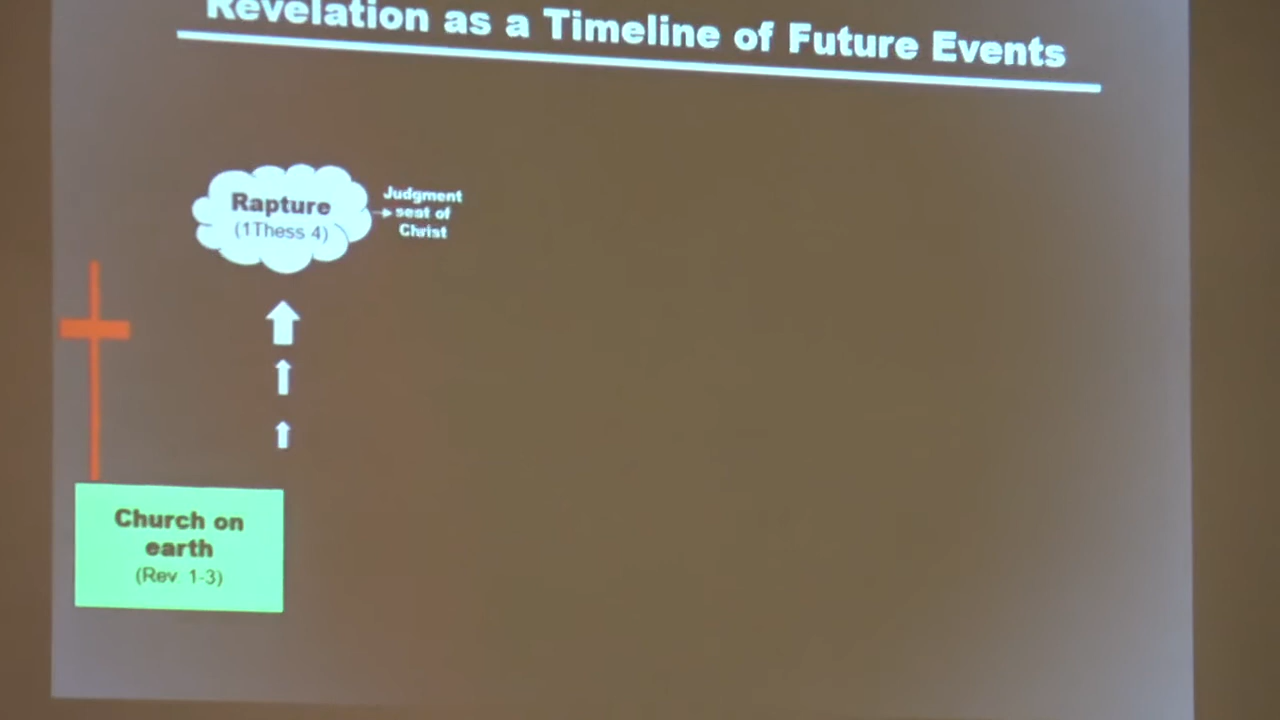 Revelation as a Timeline of Future Events
Rapture
(1Thess 4)
Judgment
seat of
Christ
Church on
earth
(Rev 1-3)